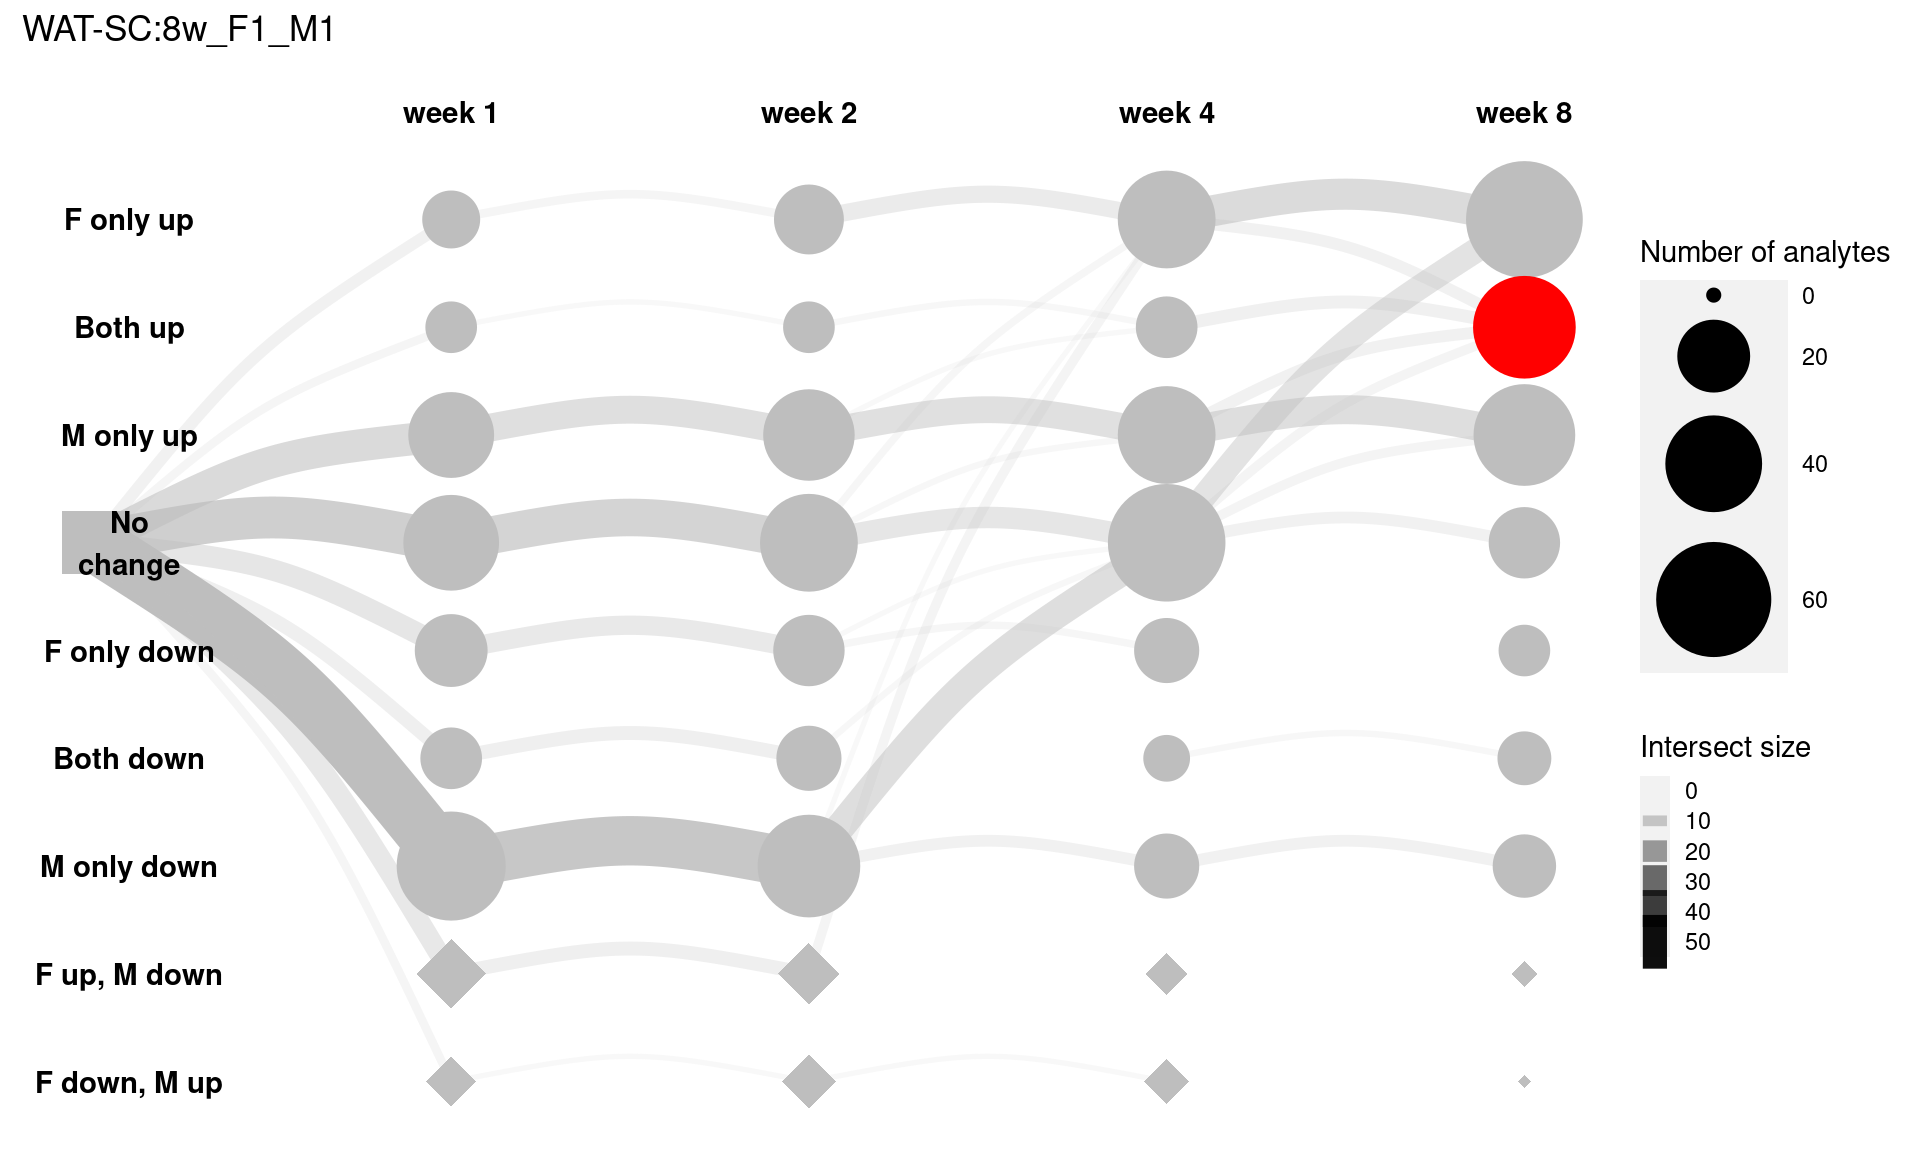 WAT-SC:8w_F1_M1
week 1
week 2
week 4
week 8
F only up
Both up
M only up
No
change
F only down
Both down
M only down
F up, M down
F down, M up
Number of analytes
0
20
40
60
Intersect size
0
10
20
30
40
50